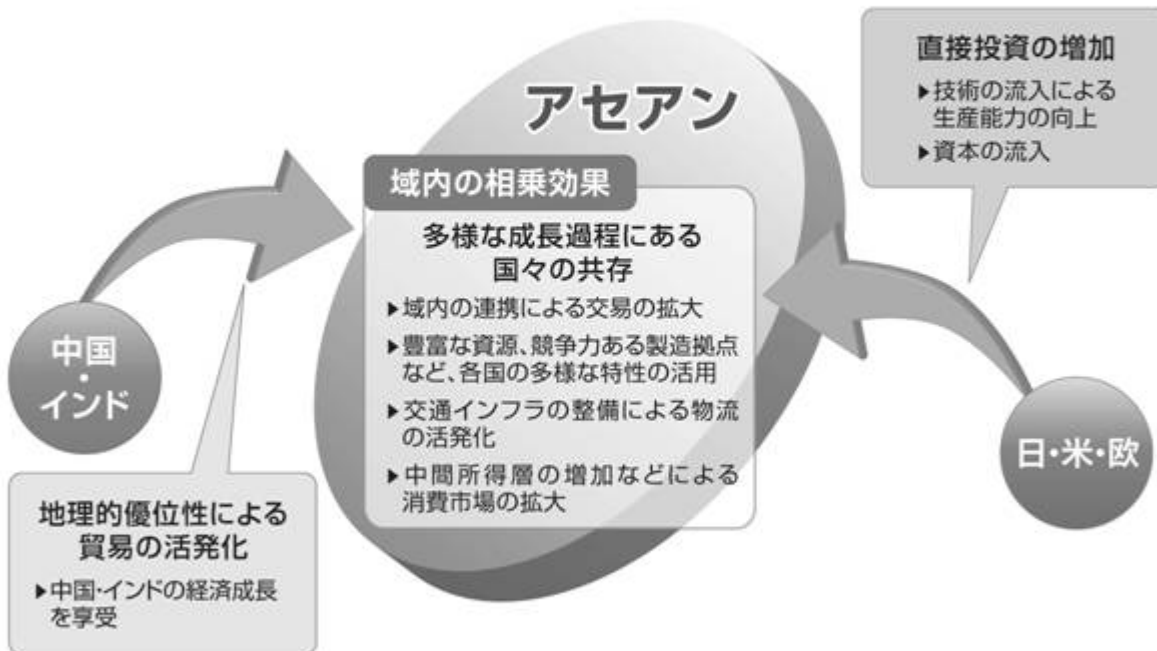 アセアン
域内の相乗効果
多様な成長過程にある
国々の共存
▶域内の連携による交易の拡大
▶豊富な資源、競争力ある製造拠点
など、各国の多様な特性の活用
▶交通インフラの整備による物流
の活発化
▶中間所得層の増加などによる
消費市場の拡大
中国
・
インド
地理的優位性による
貿易の活発化
▶中国・インドの経済成長
を享受
直接投資の増加
▶技術の流入による
生産能力の向上
▶資本の流入
日・米・欧